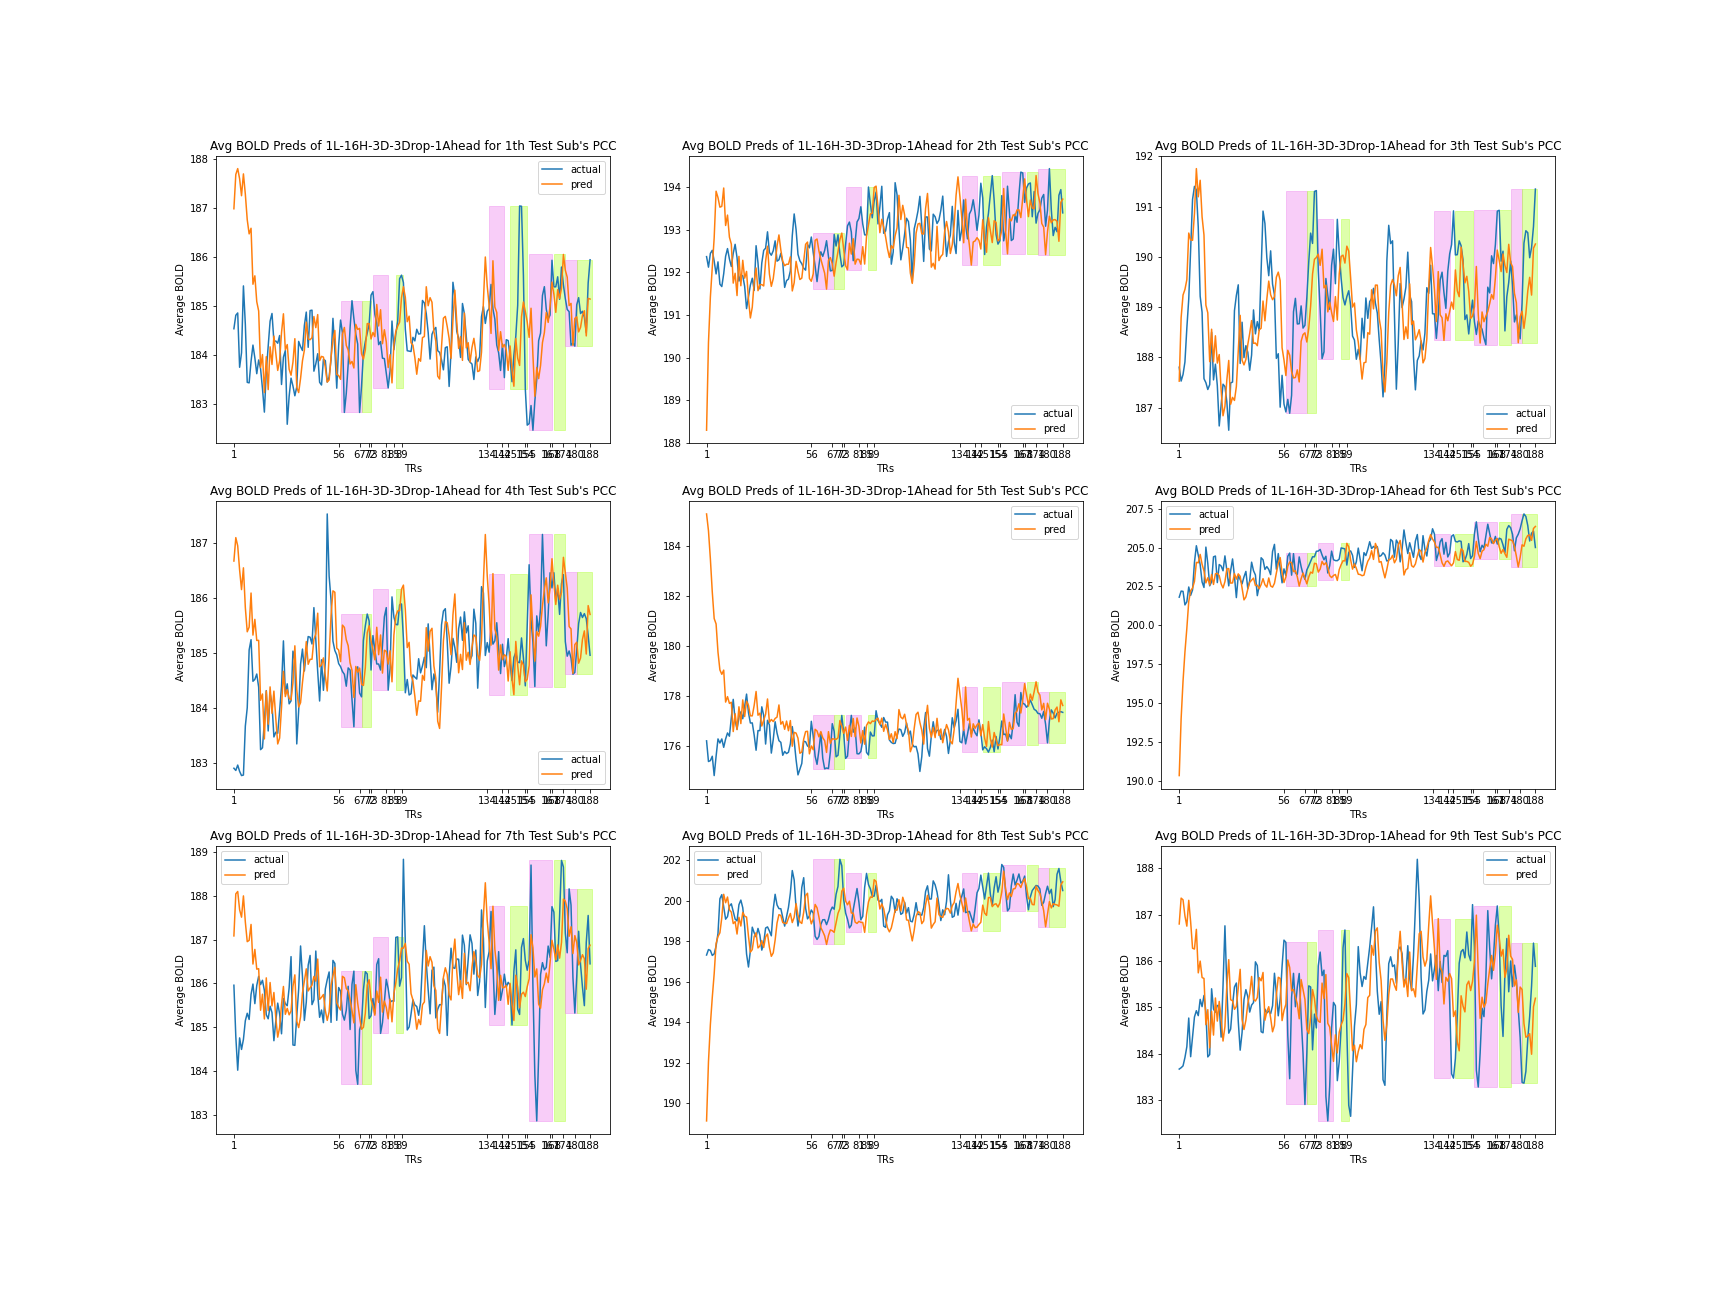 Avg BOLD Preds of 1L-16H-3D-3Drop-1Ahead for 1th Test Sub's PCC
188
187
186
185
184
183
Average BOLD
actual
pred
1
56
TRs
Avg BOLD Preds of 1L-16H-3D-3Drop-1Ahead for 2th Test Sub's PCC
194
193
192
191
190
189
188
Average BOLD
actual
pred
1
56
TRs
Avg BOLD Preds of 1L-16H-3D-3Drop-1Ahead for 3th Test Sub's PCC
192
191
190
189
188
187
Average BOLD
actual
pred
1
56
TRs
Avg BOLD Preds of 1L-16H-3D-3Drop-1Ahead for 4th Test Sub's PCC
187
186
185
184
183
Average BOLD
actual
pred
1
56
TRs
Avg BOLD Preds of 1L-16H-3D-3Drop-1Ahead for 5th Test Sub's PCC
184
182
180
178
176
Average BOLD
actual
pred
1
56
TRs
Avg BOLD Preds of 1L-16H-3D-3Drop-1Ahead for 6th Test Sub's PCC
207.5
205.0
202.5
200.0
197.5
195.0
192.5
190.0
Average BOLD
actual
pred
1
56
TRs
Avg BOLD Preds of 1L-16H-3D-3Drop-1Ahead for 7th Test Sub's PCC
189
188
187
186
185
184
183
Average BOLD
actual
pred
1
56
TRs
Avg BOLD Preds of 1L-16H-3D-3Drop-1Ahead for 8th Test Sub's PCC
202
200
198
196
194
192
190
Average BOLD
actual
pred
1
56
TRs
Avg BOLD Preds of 1L-16H-3D-3Drop-1Ahead for 9th Test Sub's PCC
188
187
186
185
184
183
Average BOLD
actual
pred
1
56
TRs